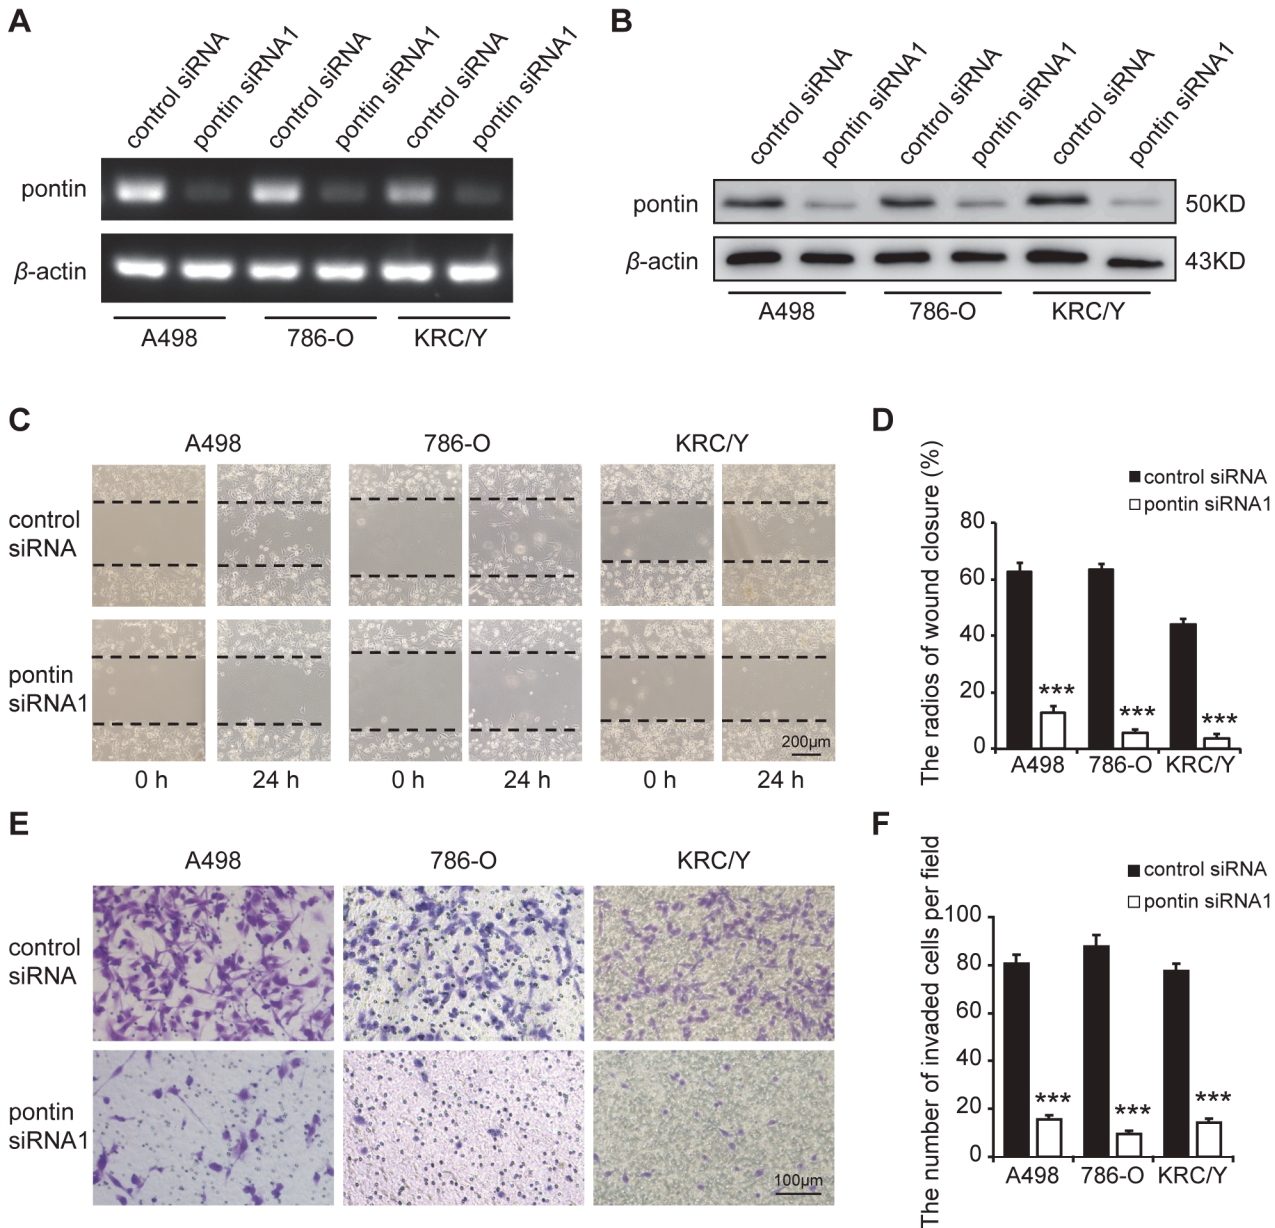 A
control siRNA
pontin siRNA1
control siRNA
pontin siRNA1
control siRNA
pontin siRNA1
pontin
β-actin
A498
786-O
KRC/Y
B
control siRNA
pontin siRNA1
control siRNA
pontin siRNA1
control siRNA
pontin siRNA1
pontin
50KD
β-actin
43KD
A498
786-O
KRC/Y
C
A498
786-O
KRC/Y
control
siRNA
pontin
siRNA1
200μm
0 h
24 h
0 h
24 h
0 h
24 h
D
The radios of wound closure (%)
control siRNA
pontin siRNA1
80
60
40
20
0
***
***
***
A498
786-O
KRC/Y
E
A498
786-O
KRC/Y
control
siRNA
pontin
siRNA1
100μm
F
The number of invaded cells per field
control siRNA
pontin siRNA1
100
80
60
40
20
0
***
***
***
A498
786-O
KRC/Y